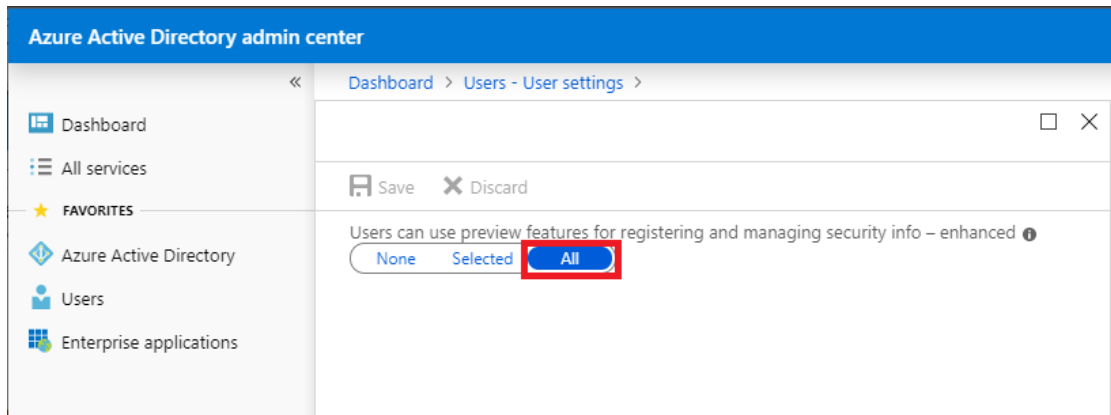 Azure Active Directory admin center
«
Dashboard > Users - User settings >
Dashboard
All services
FAVORITES
Azure Active Directory
Users
Enterprise applications
Save Discard
Users can use preview features for registering and managing security info – enhanced
None Selected All